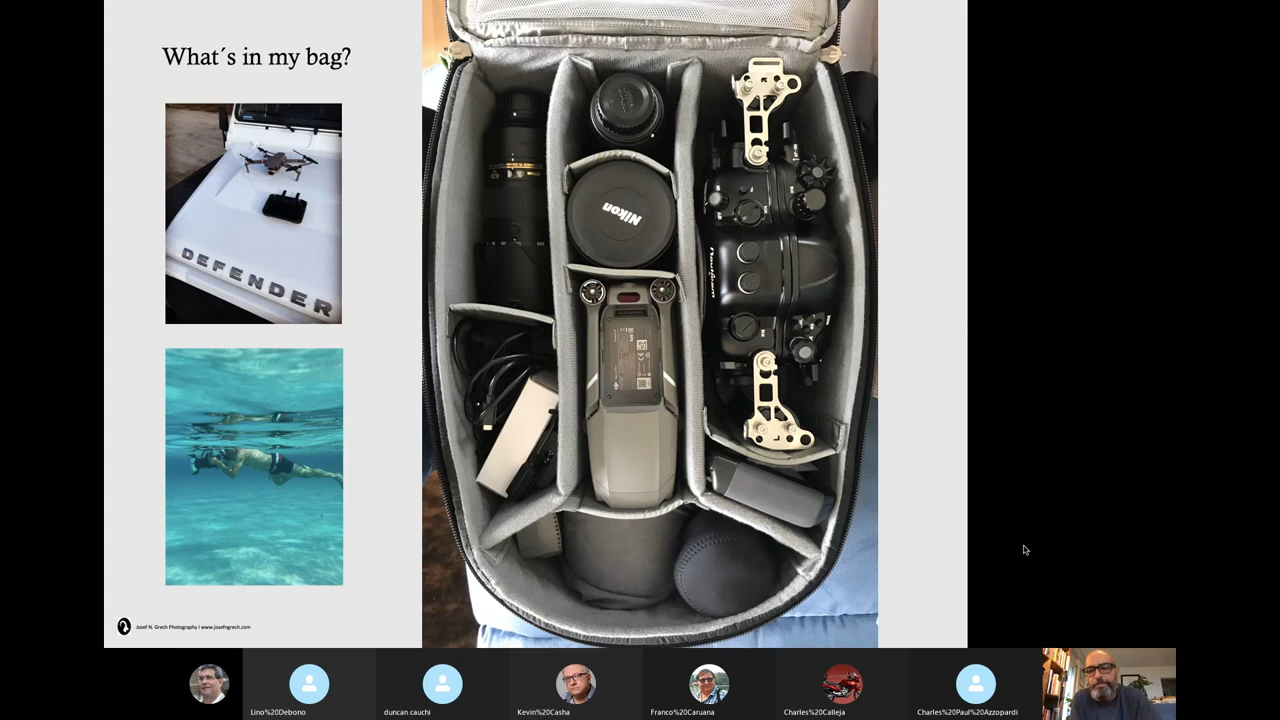 What´s in my bag?
DEFENDER
Nikon
Nauticam
Josef N. Grech Photography I www.josefngrech.com
Lino%20Debono
duncan cauchi
Kevin%20Casha
Franco%20Caruana
Charles%20Calleja
Charles%20Paul%20Azzopardi